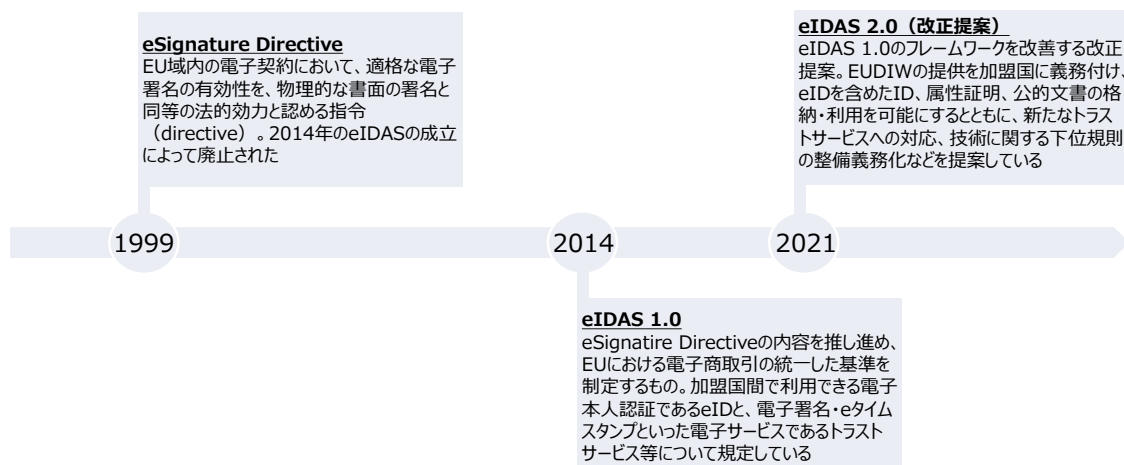 eSignature Directive
EU域内の電子契約において、適格な電子
署名の有効性を、物理的な書面の署名と
同等の法的効力と認める指令
（directive）。2014年のeIDASの成立
によって廃止された
eIDAS 2.0（改正提案）
eIDAS 1.0のフレームワークを改善する改正
提案。EUDIWの提供を加盟国に義務付け、
eIDを含めたID、属性証明、公的文書の格
納・利用を可能にするとともに、新たなトラス
トサービスへの対応、技術に関する下位規則
の整備義務化などを提案している
1999
2014
2021
eIDAS 1.0
eSignatire Directiveの内容を推し進め、
EUにおける電子商取引の統一した基準を
制定するもの。加盟国間で利用できる電子
本人認証であるeIDと、電子署名・eタイム
スタンプといった電子サービスであるトラスト
サービス等について規定している